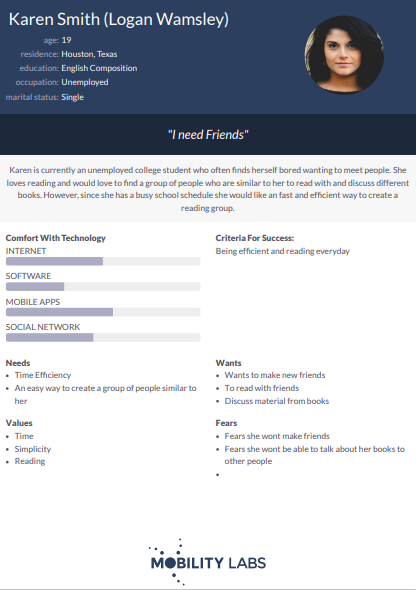 Karen Smith (Logan Wamsley)
age: 19
residence: Houston, Texas
education: English Composition
occupation: Unemployed
marital status: Single
"I need Friends"
Karen is currently an unemployed college student who often finds herself bored wanting to meet people. She
loves reading and would love to find a group of people who are similar to her to read with and discuss different
books. However, since she has a busy school schedule she would like an fast and efficient way to create a
reading group.
Comfort With Technology
INTERNET
SOFTWARE
MOBILE APPS
SOCIAL NETWORK
Criteria For Success:
Being efficient and reading everyday
Needs
• Time Efficiency
• An easy way to create a group of people similar to
her
Wants
• Wants to make new friends
• To read with friends
• Discuss material from books
Values
• Time
• Simplicity
• Reading
Fears
• Fears she wont make friends
• Fears she wont be able to talk about her books to
other people
•
MOBILITY LABS